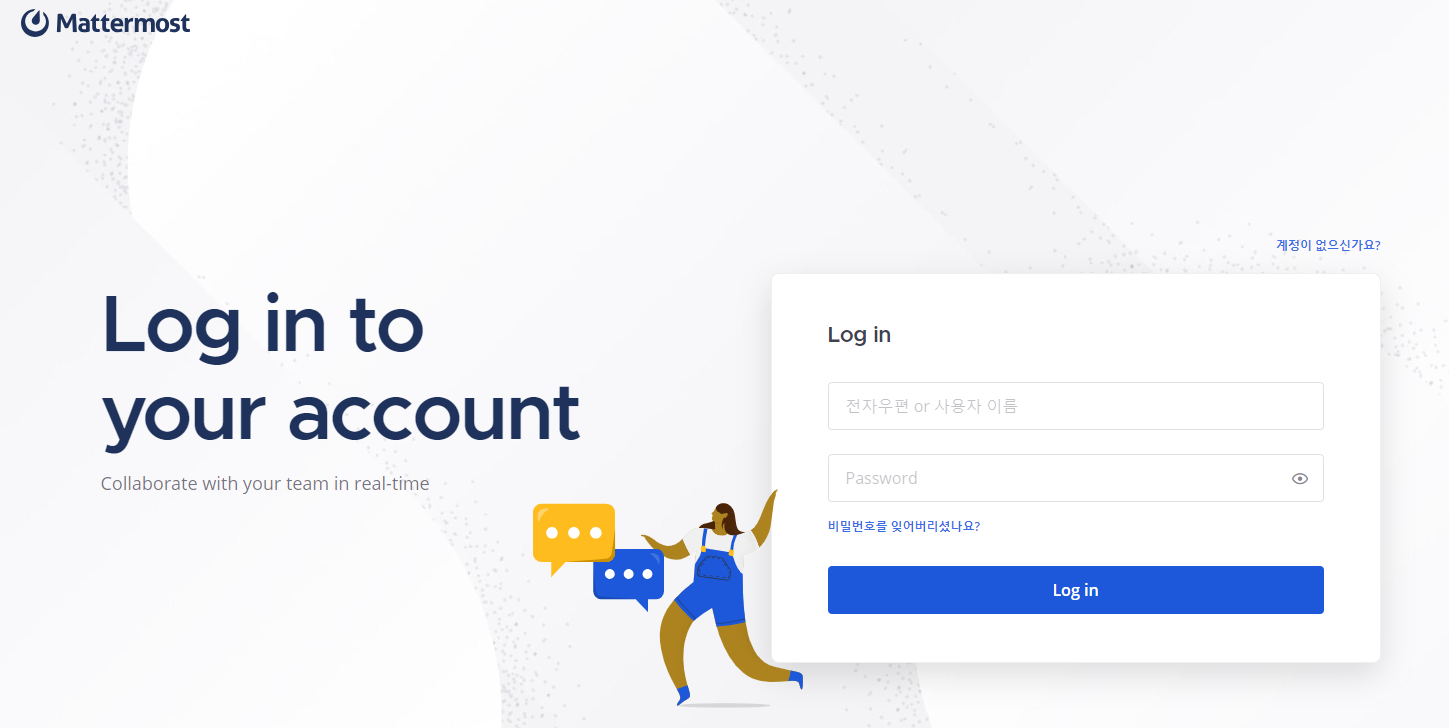 Mattermost
계정이 없으신가요?
Log in to
your account
Collaborate with your team in real-time
Log in
전자우편 or 사용자 이름
Password
비밀번호를 잊어버리셨나요?
Log in